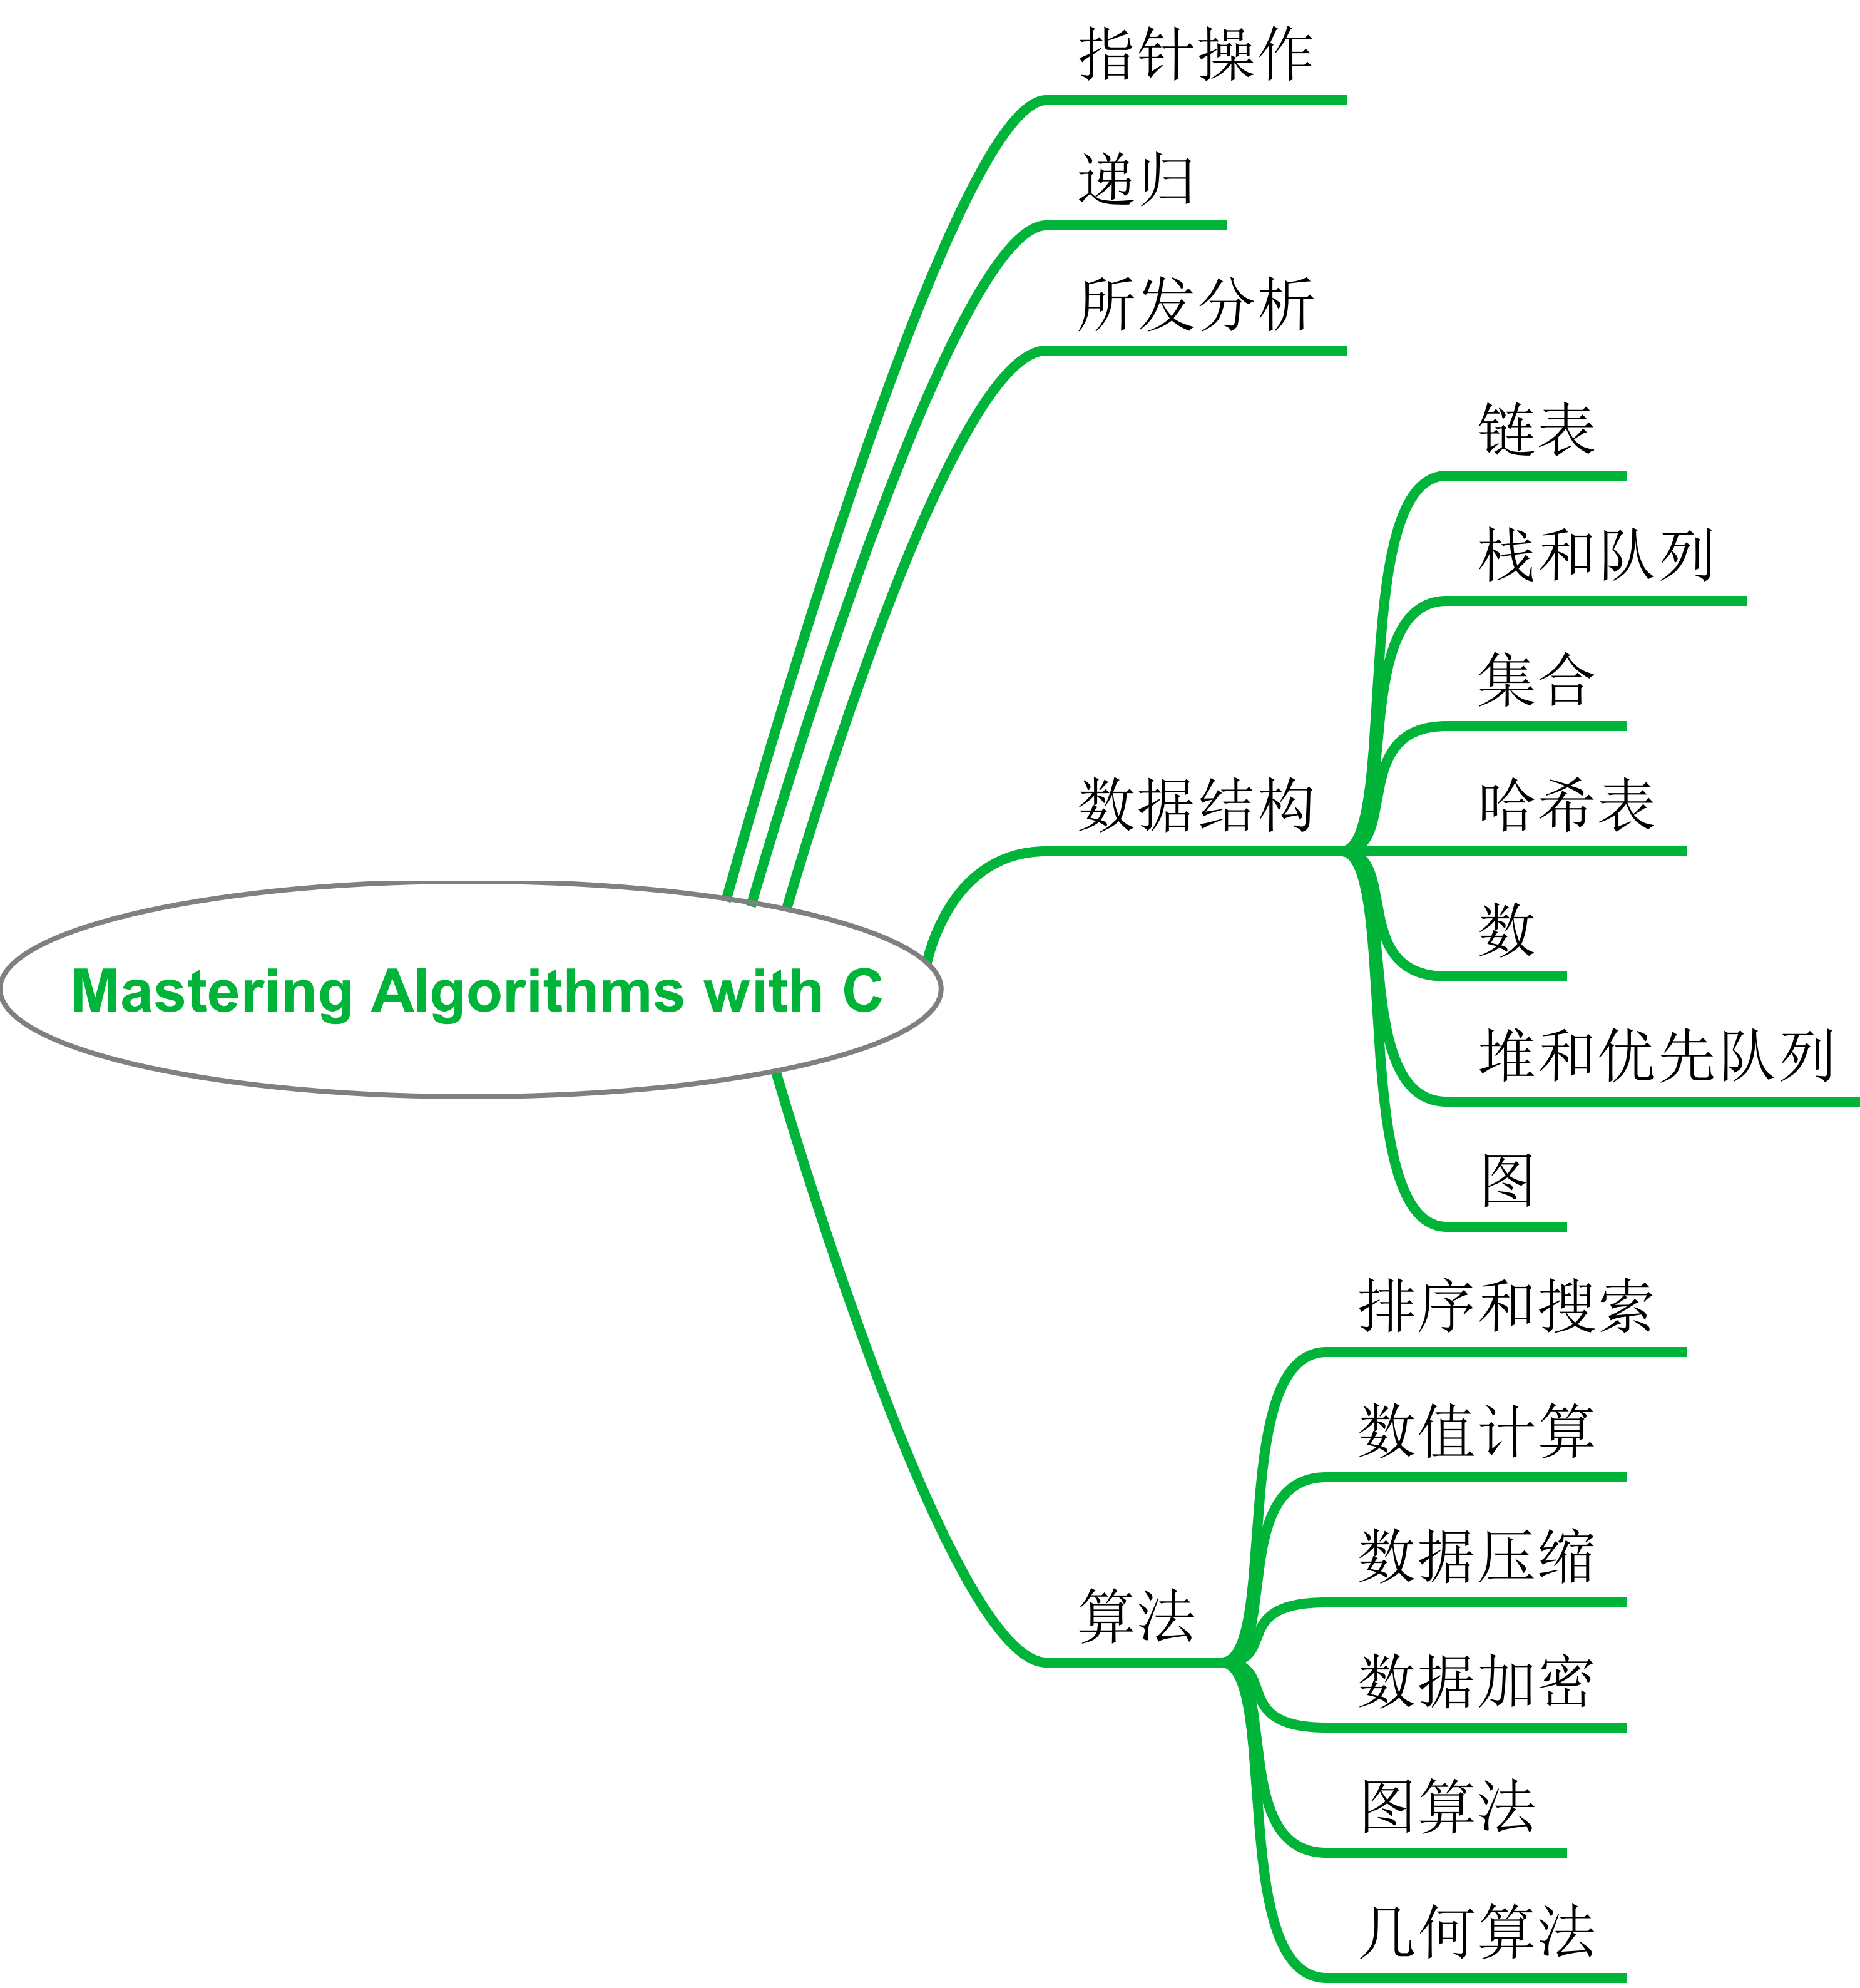 指针操作
递归
所发分析
链表
栈和队列
集合
数据结构
哈希表
数
Mastering Algorithms with C
堆和优先队列
图
排序和搜索
数值计算
数据压缩
算法
数据加密
图算法
几何算法